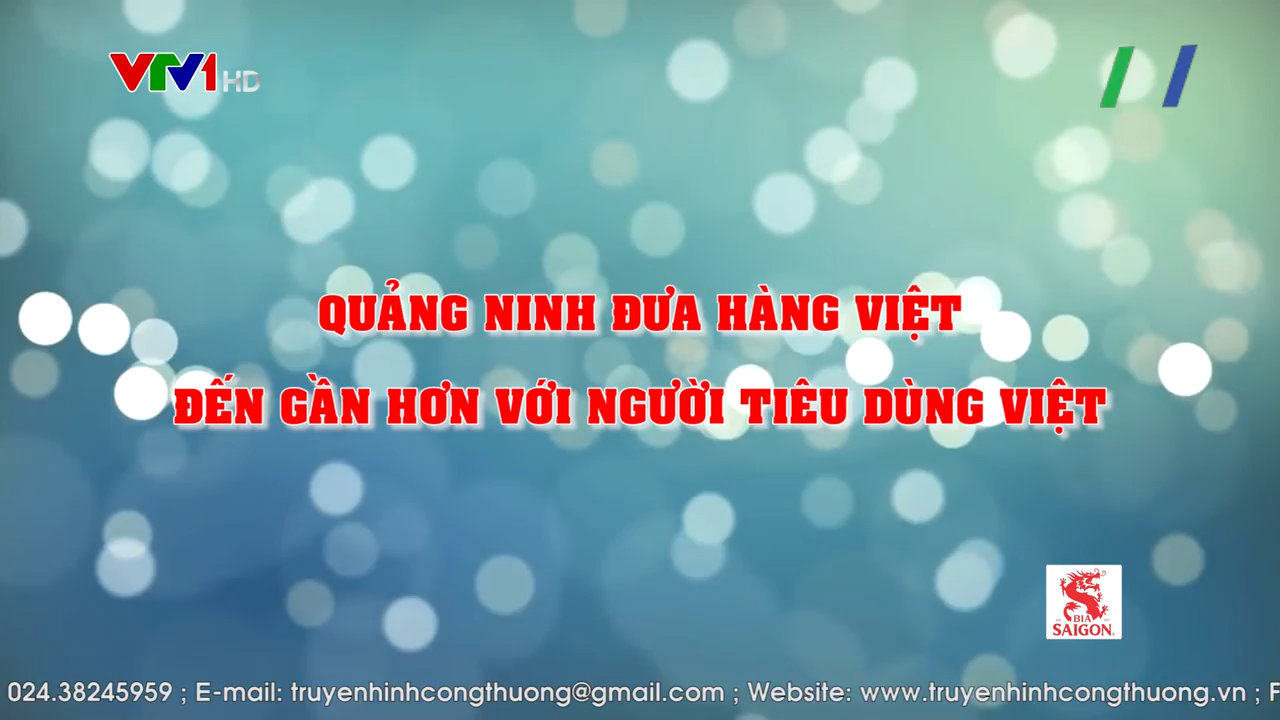 VTV1 HD
QUẢNG NINH ĐƯA HÀNG VIỆT
ĐẾN GẦN HƠN VỚI NGƯỜI TIÊU DÙNG VIỆT
BIA
SAIGON
024.38245959 ; E-mail: truyenhinhcongthuong@gmail.com ; Website: www.truyenhinhcongthuong.vn ; F